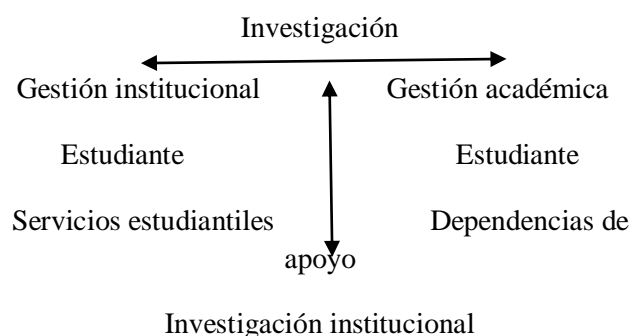 Investigación
Gestión institucional Gestión académica
Estudiante Estudiante
Servicios estudiantiles Dependencias de
apoyo
Investigación institucional